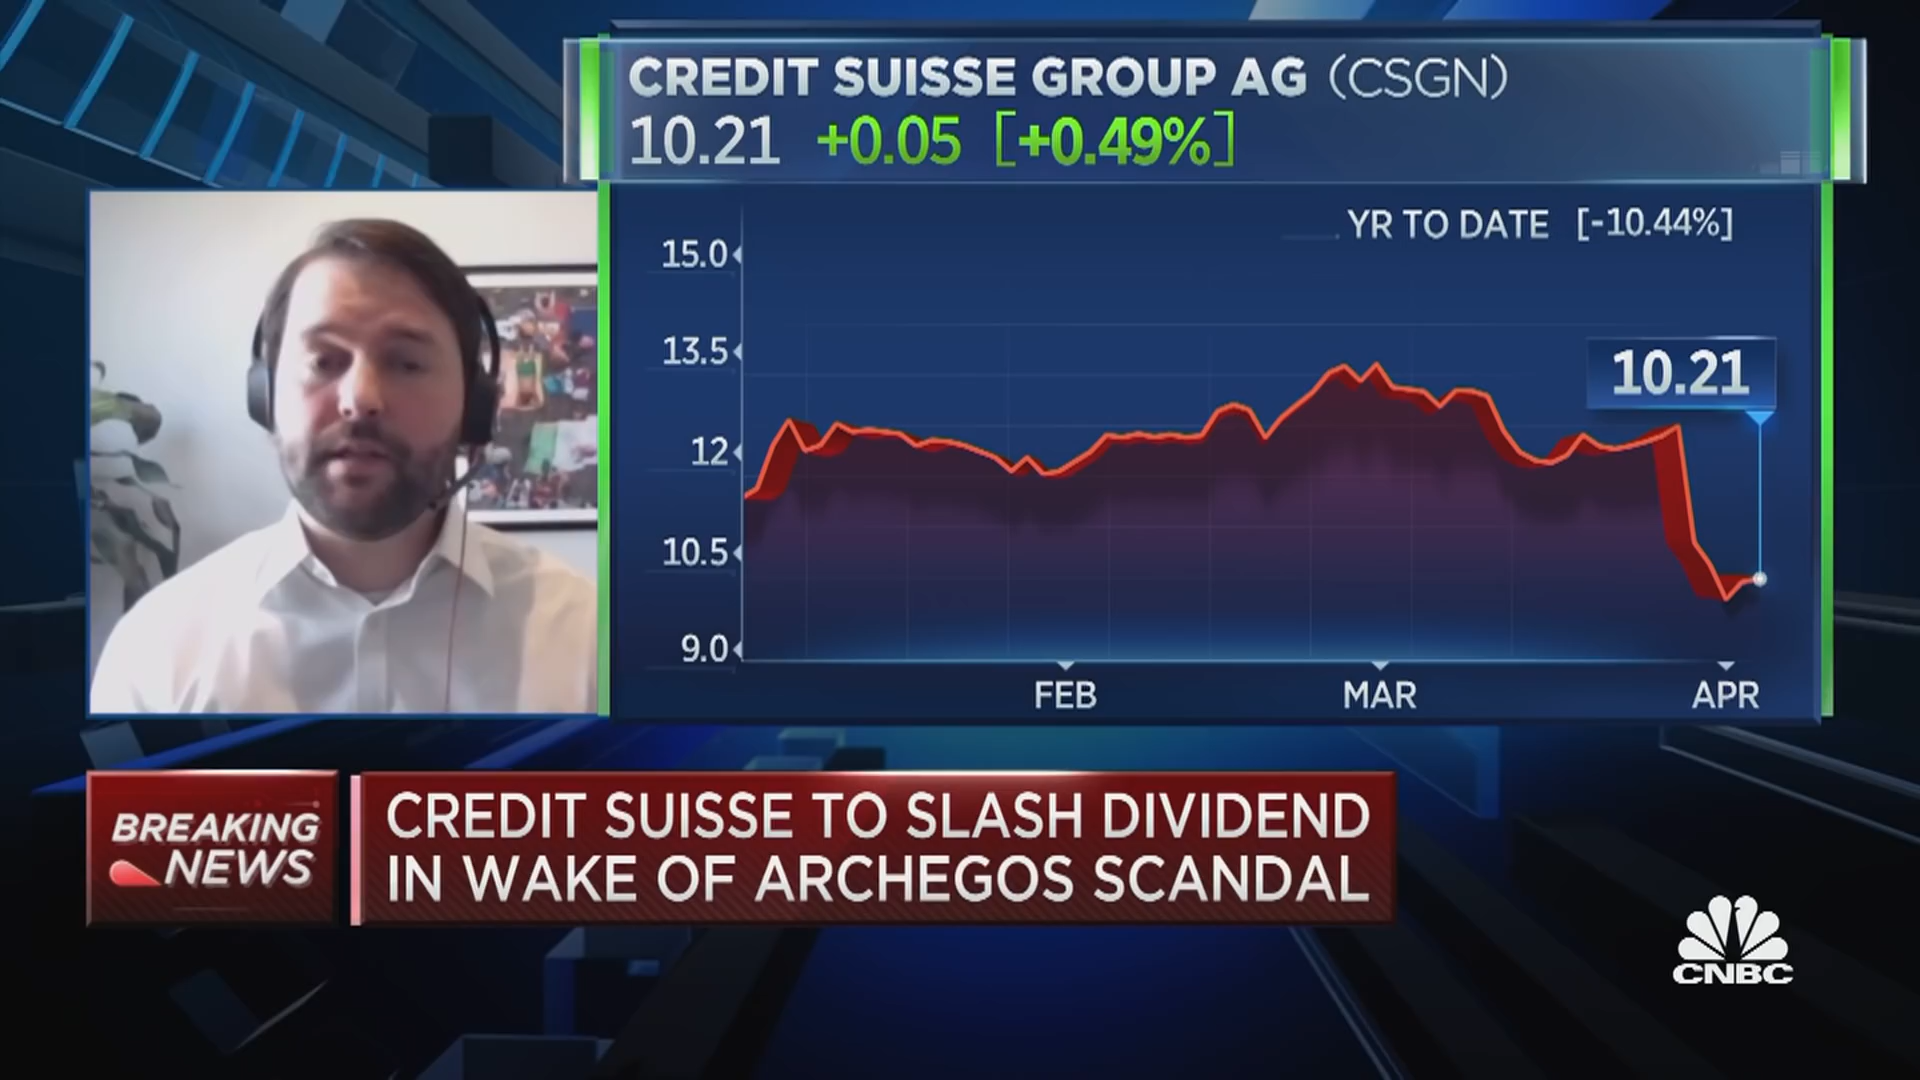 CREDIT SUISSE GROUP AG (CSGN)
10.21 +0.05 [+0.49%]
YR TO DATE [-10.44%]
15.0
13.5
12
10.5
9.0
10.21
FEB MAR APR
BREAKING
NEWS
CREDIT SUISSE TO SLASH DIVIDEND
IN WAKE OF ARCHEGOS SCANDAL
CNBC